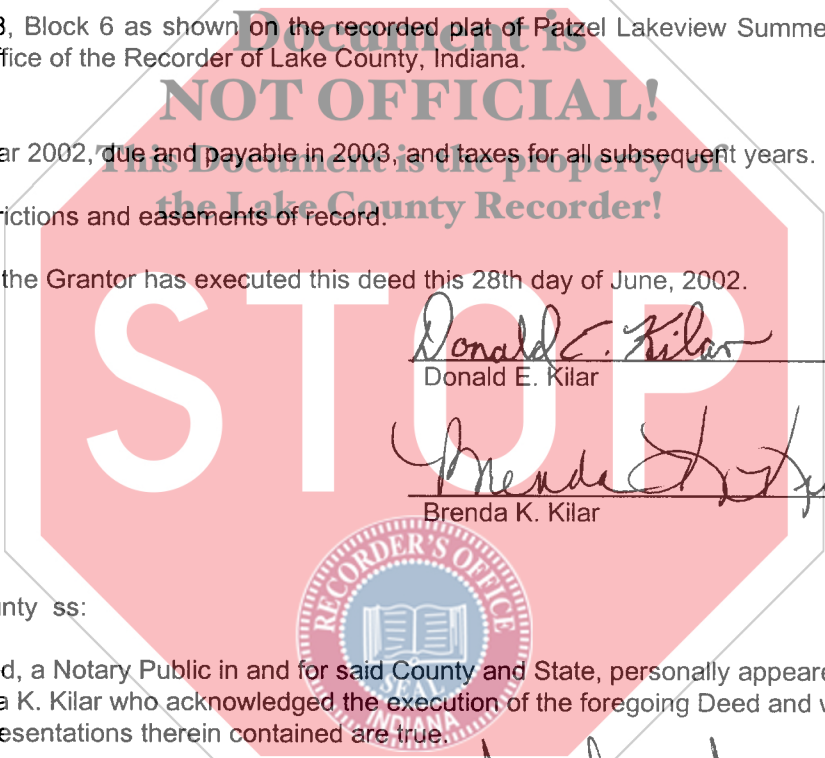 3, Block 6 as shown on the recorded plat of Patzel Lakeview Summe
ffice of the Recorder of Lake County, Indiana.
Document is
NOT OFFICIAL!
This Document is the property of
the Lake County Recorder!
ar 2002, due and payable in 2003, and taxes for all subsequent years.
rictions and easements of record.
the Grantor has executed this deed this 28th day of June, 2002.
STOP
Donald E. Kilar
Donald E. Kilar
Brenda K. Kilar
RECORDER'S OFFICE
SEAL
INDIANA
nty ss:
d, a Notary Public in and for said County and State, personally appeare
a K. Kilar who acknowledged the execution of the foregoing Deed and w
esentations therein contained are true.